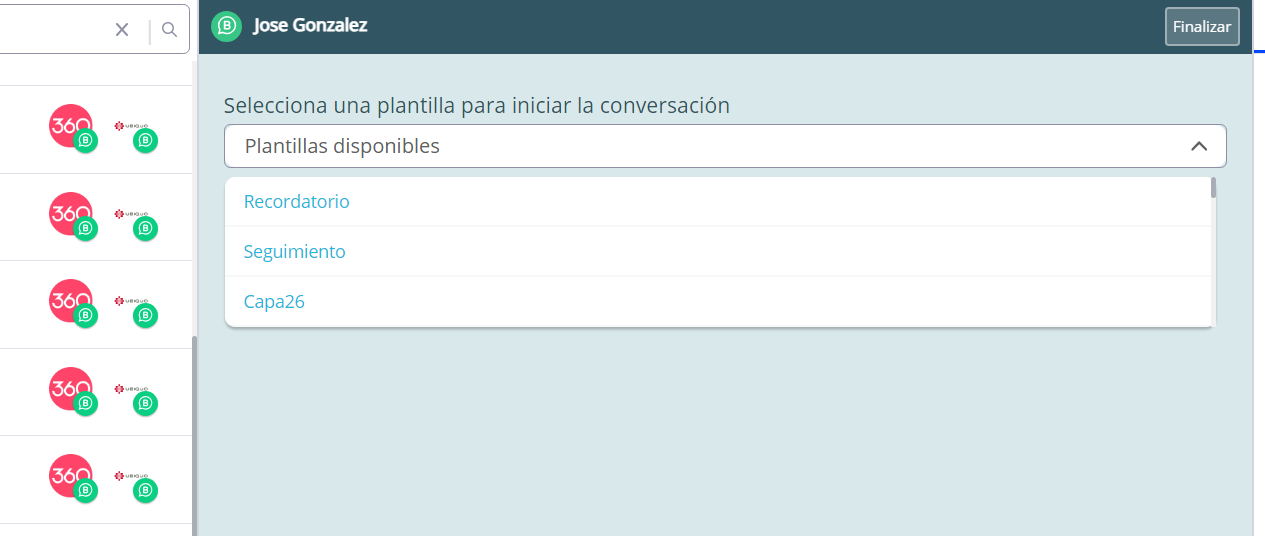 Jose Gonzalez
Finalizar
Selecciona una plantilla para iniciar la conversación
Plantillas disponibles
Recordatorio
Seguimiento
Capa26
360
UBIQUO
360
UBIQUO
360
UBIQUO
360
UBIQUO
360
UBIQUO